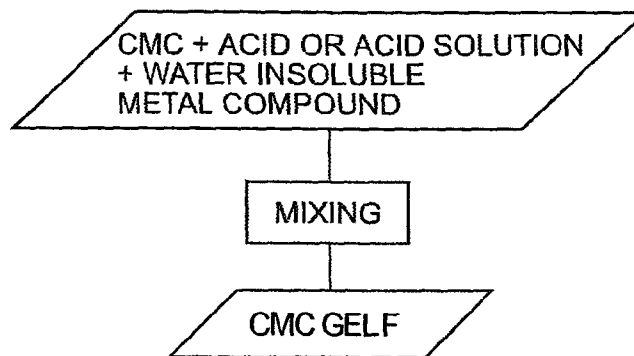 CMC + ACID OR ACID SOLUTION
+ WATER INSOLUBLE
METAL COMPOUND
MIXING
CMC GELF